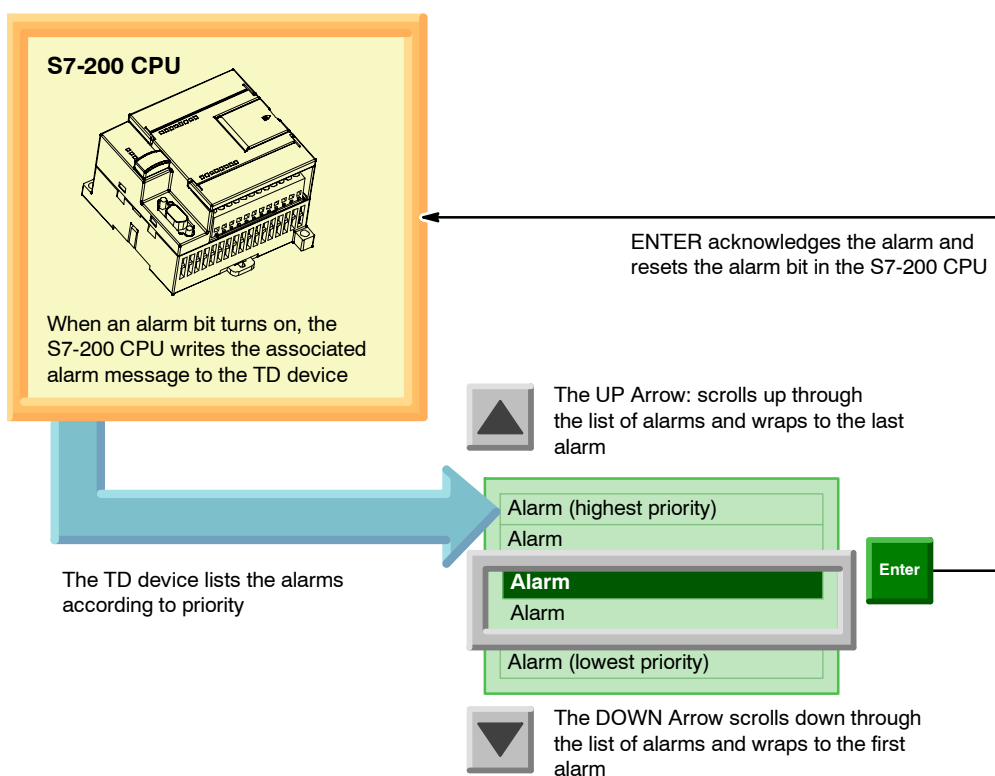 S7-200 CPU
When an alarm bit turns on, the
S7-200 CPU writes the associated
alarm message to the TD device
ENTER acknowledges the alarm and
resets the alarm bit in the S7-200 CPU
The UP Arrow: scrolls up through
the list of alarms and wraps to the last
alarm
Alarm (highest priority)
Alarm
Alarm
Alarm
Alarm (lowest priority)
Enter
The TD device lists the alarms
according to priority
The DOWN Arrow scrolls down through
the list of alarms and wraps to the first
alarm